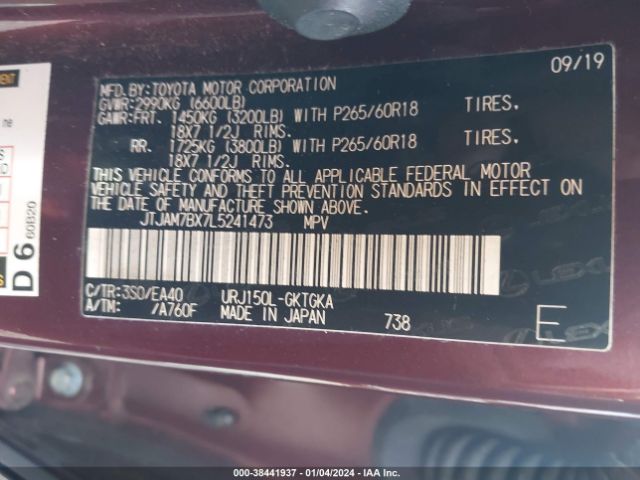 MFD.BY:TOYOTA MOTOR CORPORATION 09/19
GVWR:2990KG (6600LB)
GAWR:FRT. 1450KG (3200LB) WITH P265/60R18 TIRES.
18X7 1/2J RIMS.
RR. 1725KG (3800LB) WITH P265/60R18 TIRES.
18X7 1/2J RIMS.
THIS VEHICLE CONFORMS TO ALL APPLICABLE FEDERAL MOTOR
VEHICLE SAFETY AND THEFT PREVENTION STANDARDS IN EFFECT ON
THE DATE OF MANUFACTURE SHOWN ABOVE.
JTJAM7BX7L5241473 MPV
C/TR:3S0/EA40 URJ150L-GKTGKA
A/TM: /A760F MADE IN JAPAN 738 E
D6 60B20
000-38441937 - 01/04/2024 - IAA Inc.